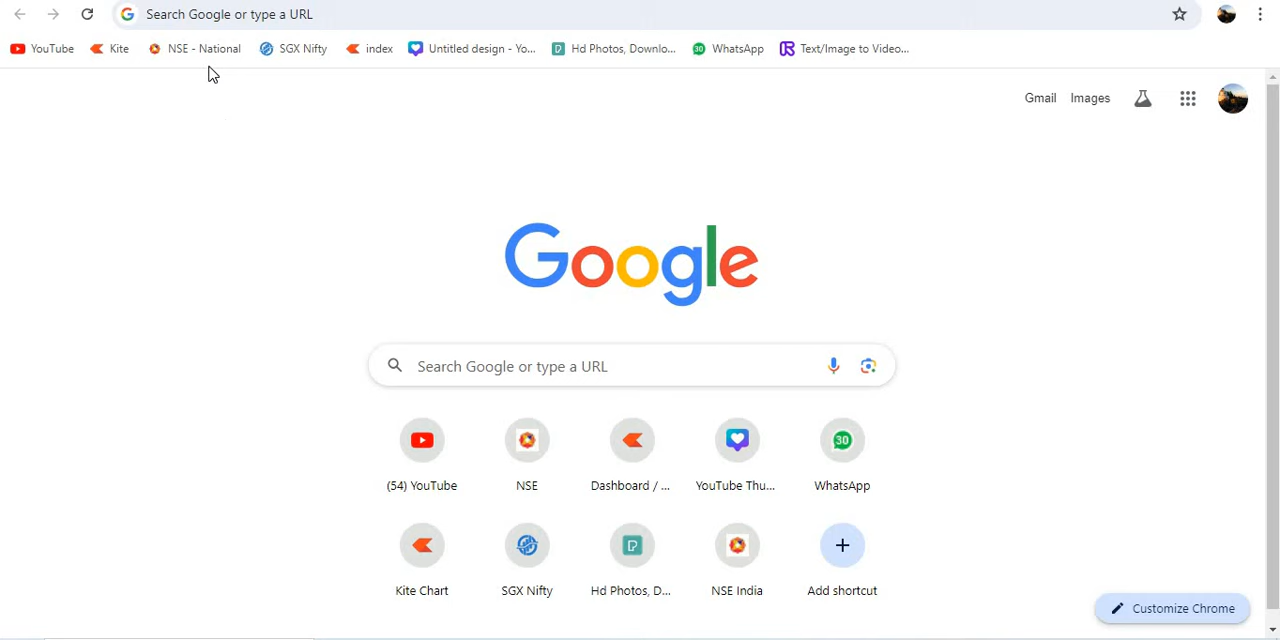 Search Google or type a URL
YouTube Kite NSE - National SGX Nifty index Untitled design - Yo... Hd Photos, Downlo... 30 WhatsApp Text/Image to Video...
Gmail Images
Google
Search Google or type a URL
30
(54) YouTube NSE Dashboard / ... YouTube Thu... WhatsApp
Kite Chart SGX Nifty Hd Photos, D... NSE India Add shortcut
Customize Chrome